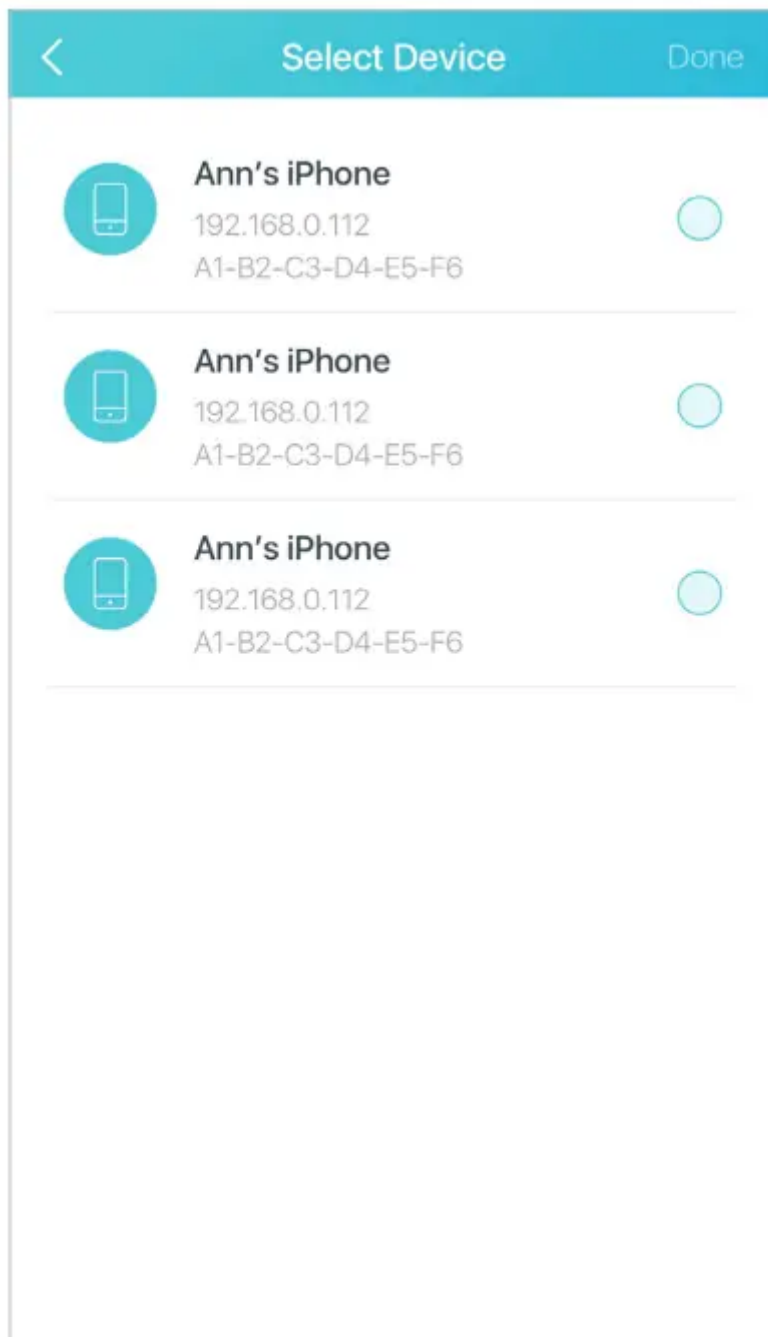 Select Device
Done
Ann's iPhone
192.168.0.112
A1-B2-C3-D4-E5-F6
Ann's iPhone
192.168.0.112
A1-B2-C3-D4-E5-F6
Ann's iPhone
192.168.0.112
A1-B2-C3-D4-E5-F6